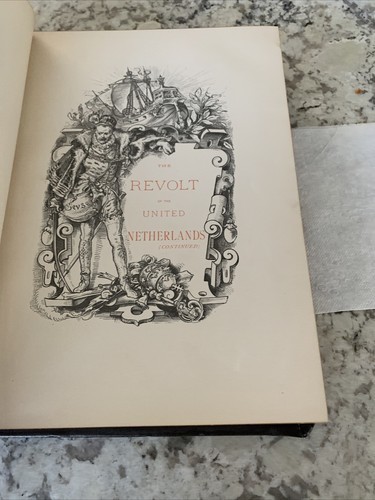 THE
REVOLT
OF THE
UNITED
NETHERLANDS
(CONTINUED)